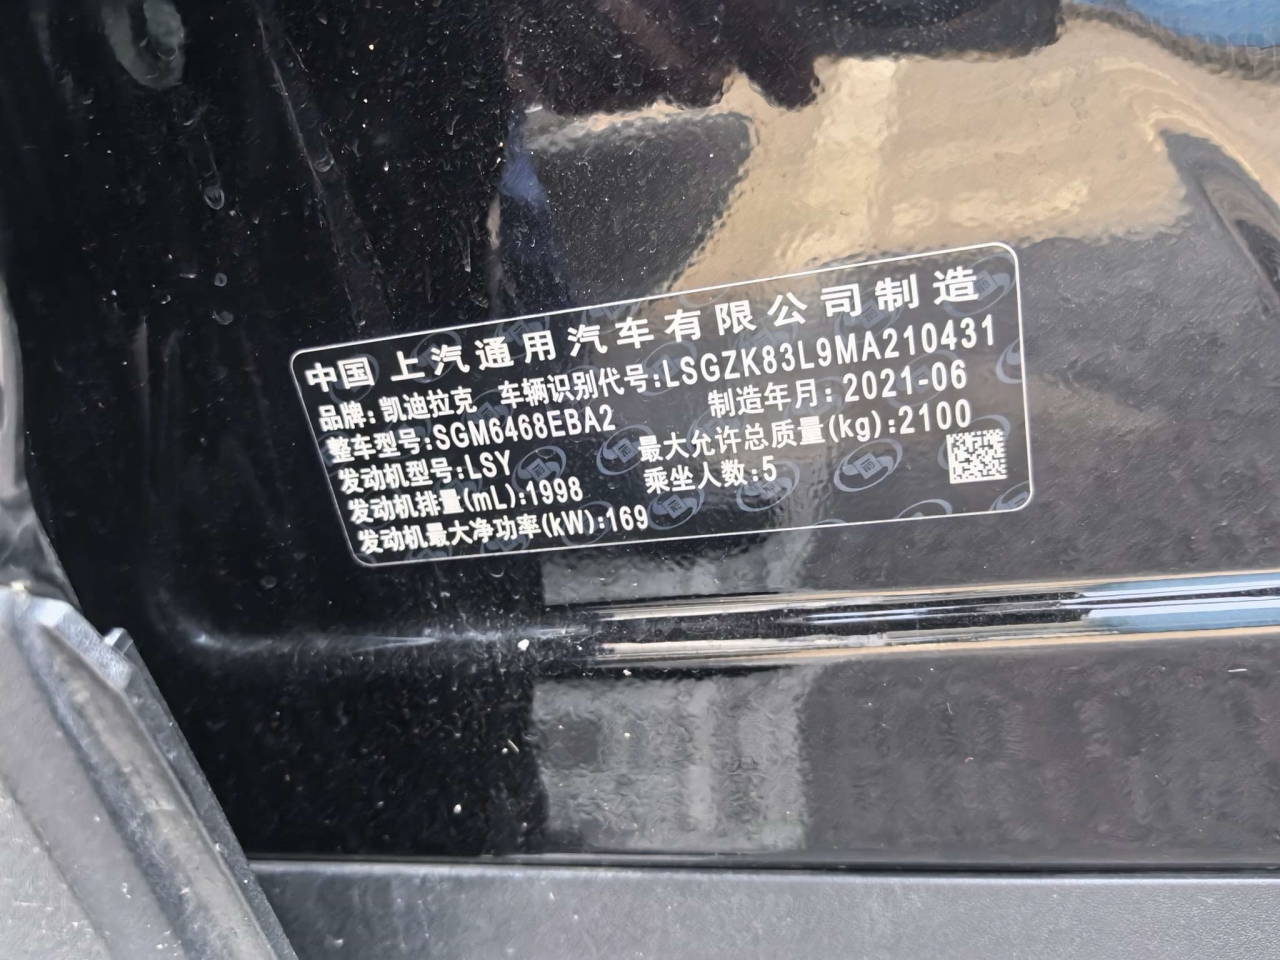 中国 上汽通用汽车有限公司制造
品牌:凯迪拉克 车辆识别代号:LSGZK83L9MA210431
整车型号:SGM6468EBA2 制造年月:2021-06
发动机型号:LSY 最大允许总质量(kg):2100
发动机排量(mL):1998 乘坐人数:5
发动机最大净功率(kW):169